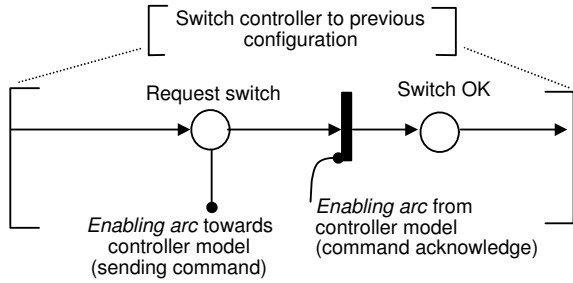 Switch controller to previous
configuration
Request switch
Switch OK
Enabling arc towards
controller model
(sending command)
Enabling arc from
controller model
(command acknowledge)